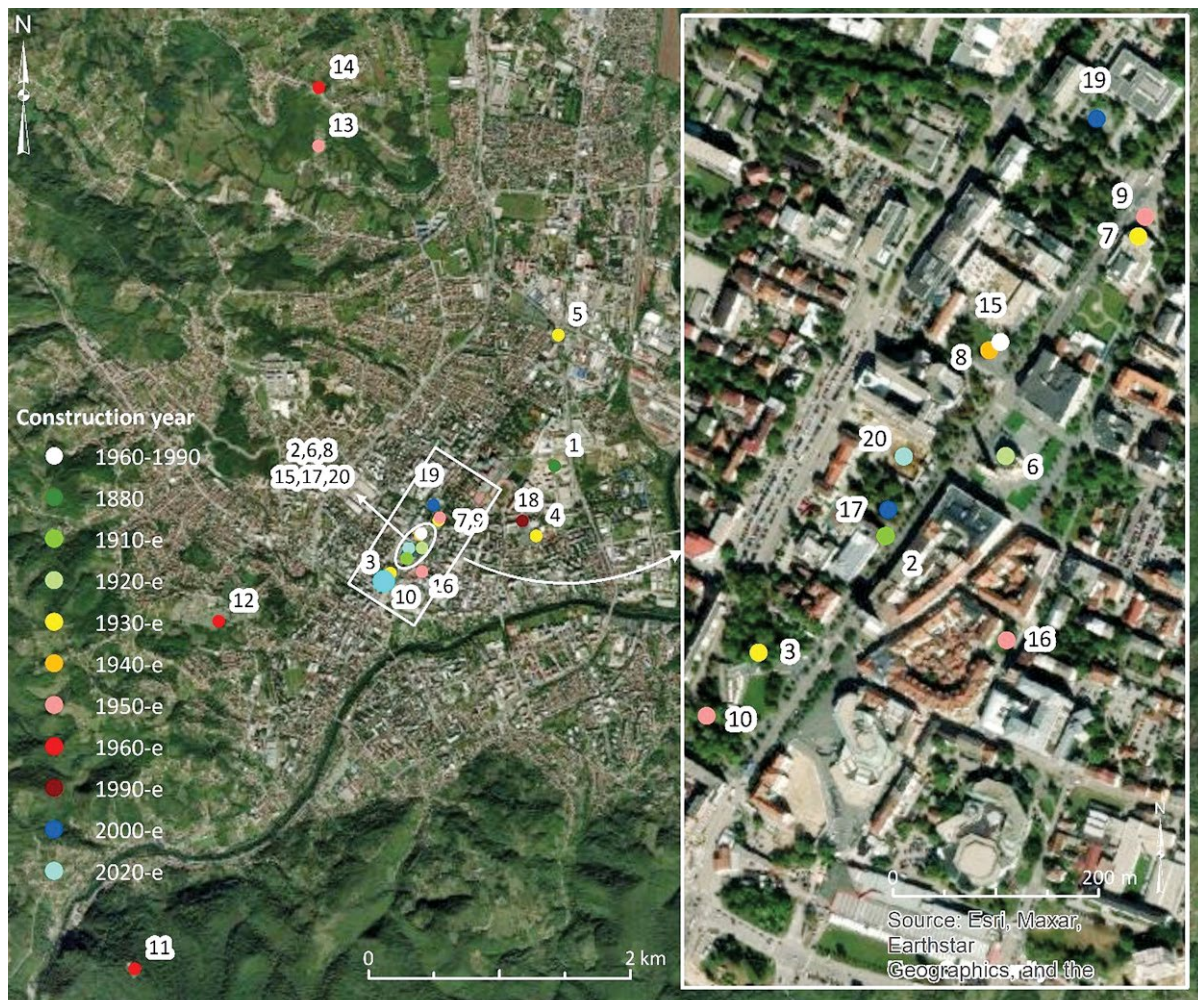 N
14
13
5
Construction year
1960-1990
1880
1910-e
1920-e
1930-e
1940-e
1950-e
1960-e
1990-e
2000-e
2020-e
2,6,8
15,17,20
19
1
18
7,9
4
3
10
16
12
11
0
2 km
19
9
7
15
8
20
6
17
2
16
3
10
N
0
200 m
Source: Esri, Maxar,
Earthstar
Geographics, and the